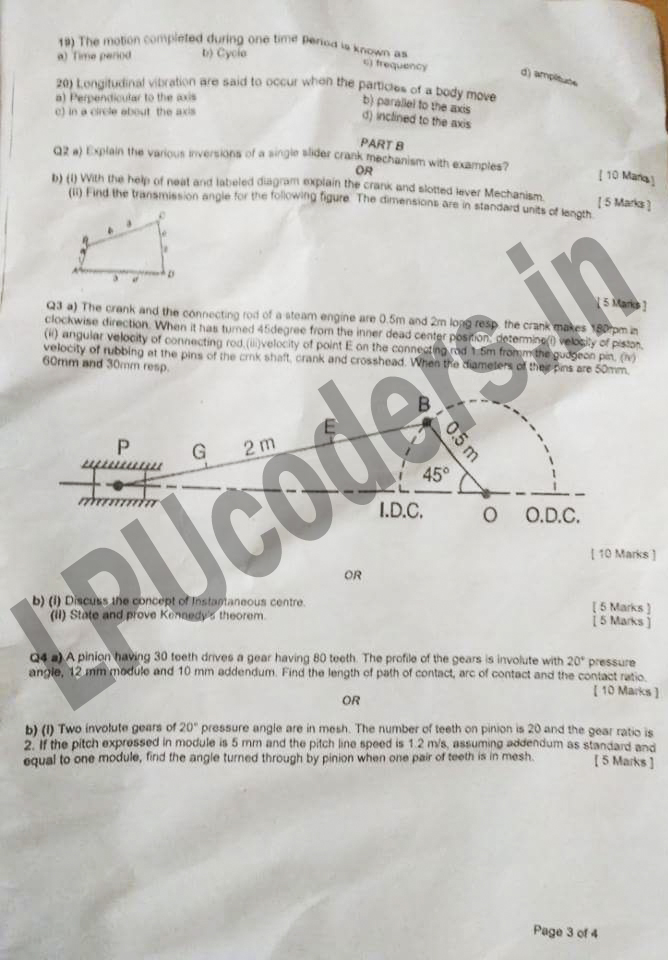 19) The motion completed during one time period is known as
a) Time period b) Cycle c) frequency d) amplitude
20) Longitudinal vibration are said to occur when the particles of a body move
a) Perpendicular to the axis b) parallel to the axis
c) in a circle about the axis d) inclined to the axis
PART B
Q2 a) Explain the various inversions of a single slider crank mechanism with examples? [ 10 Marks]
OR
b) (i) With the help of neat and labeled diagram explain the crank and slotted lever Mechanism. [ 5 Marks ]
(ii) Find the transmission angle for the following figure. The dimensions are in standard units of length.
C
A D
[ 5 Marks ]
Q3 a) The crank and the connecting rod of a steam engine are 0.5m and 2m long resp. the crank makes 180rpm in
clockwise direction. When it has turned 45degree from the inner dead center position, determine(i) velocity of piston,
(ii) angular velocity of connecting rod,(iii)velocity of point E on the connecting rod 1.5m fromm the gudgeon pin, (iv)
velocity of rubbing at the pins of the crnk shaft, crank and crosshead. When the diameters of their pins are 50mm,
60mm and 30mm resp.
P G 2 m E B 0.5 m
45°
I.D.C. O O.D.C.
[ 10 Marks ]
OR
b) (i) Discuss the concept of Instantaneous centre. [ 5 Marks ]
(ii) State and prove Kennedy's theorem. [ 5 Marks ]
Q4 a) A pinion having 30 teeth drives a gear having 80 teeth. The profile of the gears is involute with 20° pressure
angle, 12 mm module and 10 mm addendum. Find the length of path of contact, arc of contact and the contact ratio.
[ 10 Marks ]
OR
b) (i) Two involute gears of 20° pressure angle are in mesh. The number of teeth on pinion is 20 and the gear ratio is
2. If the pitch expressed in module is 5 mm and the pitch line speed is 1.2 m/s, assuming addendum as standard and
equal to one module, find the angle turned through by pinion when one pair of teeth is in mesh. [ 5 Marks ]
Page 3 of 4
LPUcoders.in